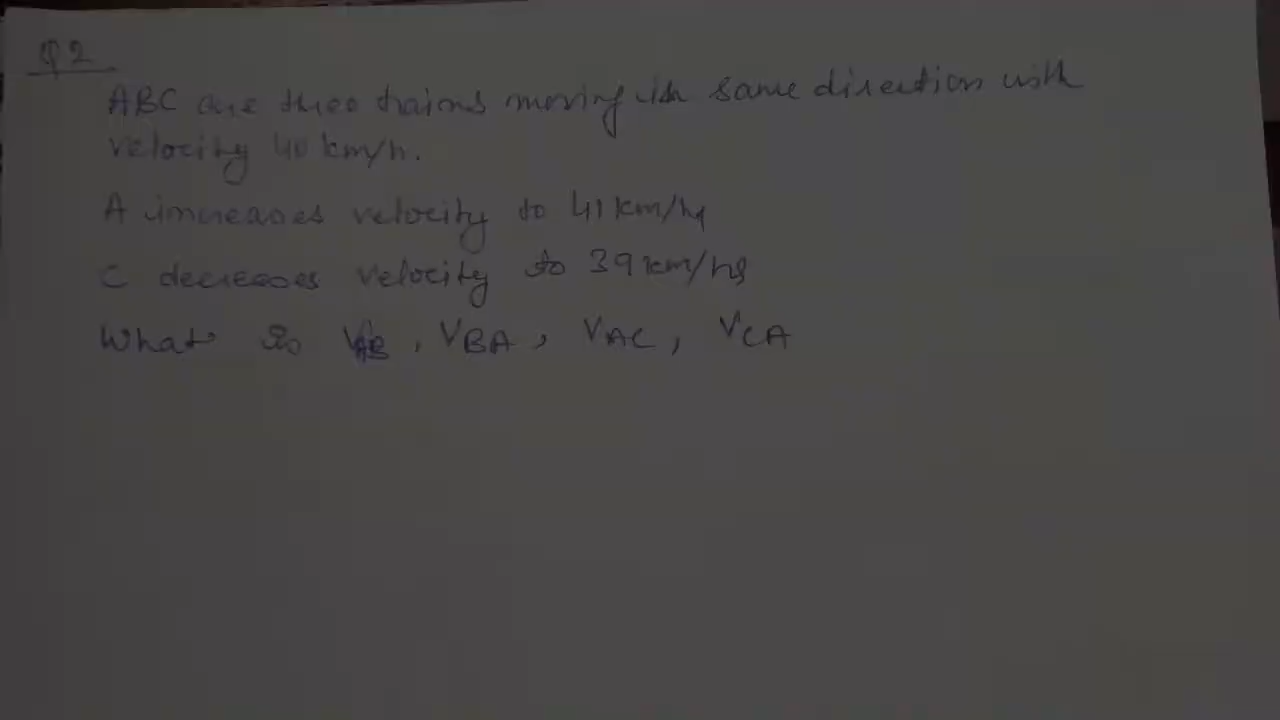 Q 2
ABC are three trains moving in same direction with
velocity 40 km/h.
A increases velocity to 41 km/h
C decreases velocity to 39 km/h
What is VAB, VBA, VAC, VCA